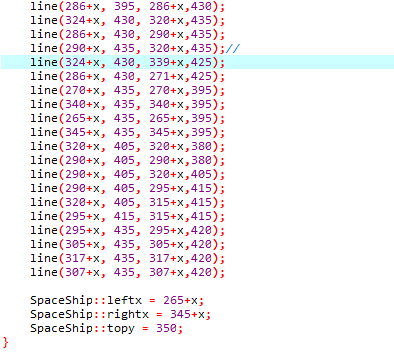 line(286+x, 395, 286+x,430);
line(324+x, 430, 320+x,435);
line(286+x, 430, 290+x,435);
line(290+x, 435, 320+x,435);//
line(324+x, 430, 339+x,425);
line(286+x, 430, 271+x,425);
line(270+x, 435, 270+x,395);
line(340+x, 435, 340+x,395);
line(265+x, 435, 265+x,395);
line(345+x, 435, 345+x,395);
line(320+x, 405, 320+x,380);
line(290+x, 405, 290+x,380);
line(290+x, 405, 320+x,405);
line(290+x, 405, 295+x,415);
line(320+x, 405, 315+x,415);
line(295+x, 415, 315+x,415);
line(295+x, 435, 295+x,420);
line(305+x, 435, 305+x,420);
line(317+x, 435, 317+x,420);
line(307+x, 435, 307+x,420);
SpaceShip::leftx = 265+x;
SpaceShip::rightx = 345+x;
SpaceShip::topy = 350;
}